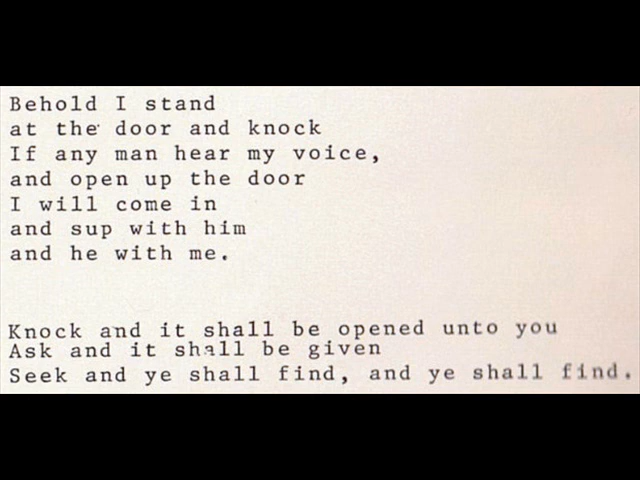 Behold I stand
at the door and knock
If any man hear my voice,
and open up the door
I will come in
and sup with him
and he with me.
Knock and it shall be opened unto you
Ask and it shall be given
Seek and ye shall find, and ye shall find.